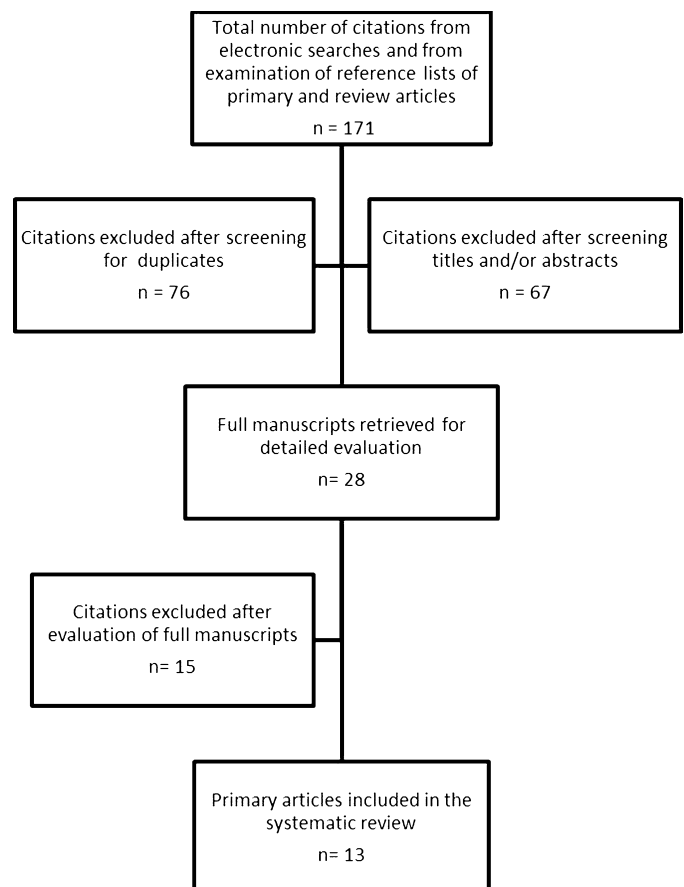 Total number of citations from
electronic searches and from
examination of reference lists of
primary and review articles
n = 171
Citations excluded after screening
for duplicates
n = 76
Citations excluded after screening
titles and/or abstracts
n = 67
Full manuscripts retrieved for
detailed evaluation
n= 28
Citations excluded after
evaluation of full manuscripts
n= 15
Primary articles included in the
systematic review
n= 13